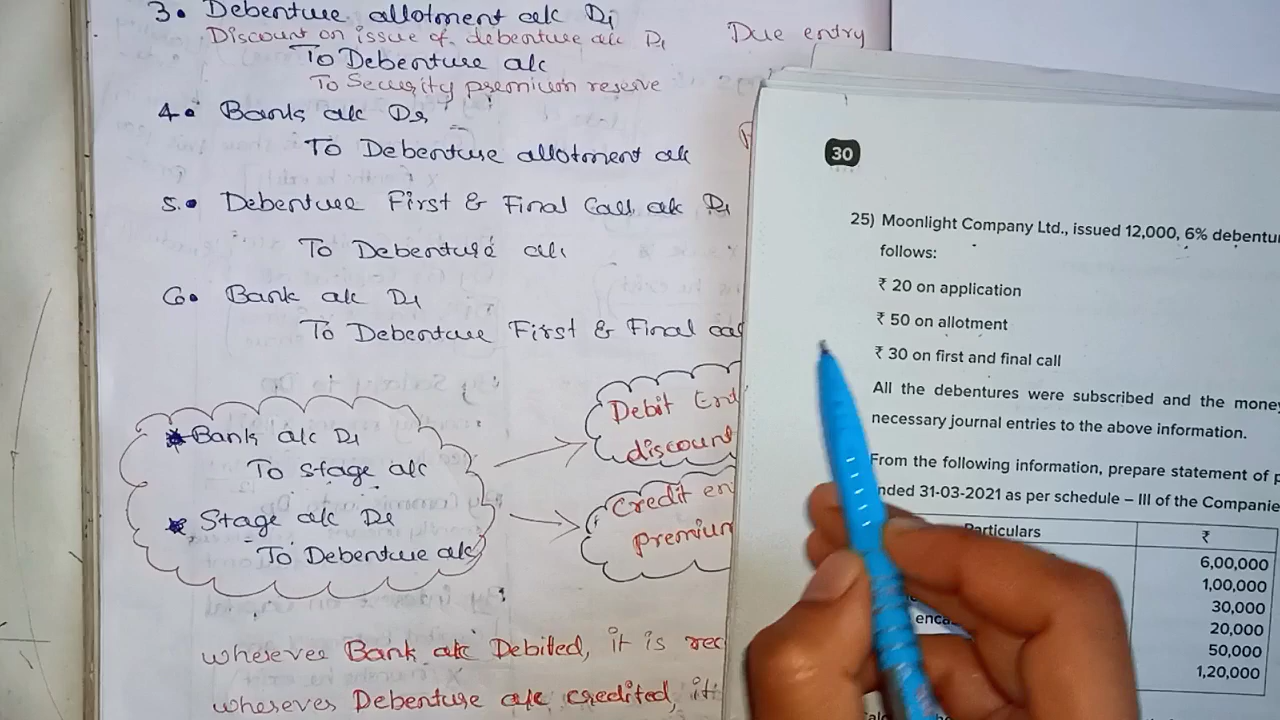 3. Debenture allotment a/c Dr
Discount on issue of debenture a/c Dr Due entry
To Debenture a/c
To Security premium reserve
4. Bank a/c Dr
To Debenture allotment a/c
5. Debenture First & Final Call a/c Dr
To Debenture a/c
6. Bank a/c Dr
To Debenture First & Final
Bank a/c Dr
To Stage a/c
Stage a/c Dr
To Debenture a/c
Debit
discount
Credit
premium
wherever Bank a/c Debited, it is
wherever Debenture a/c credited, it
30
25) Moonlight Company Ltd., issued 12,000, 6%
follows:
₹ 20 on application
₹ 50 on allotment
₹ 30 on first and final call
All the debentures were subscribed and the
necessary journal entries to the above information.
From the following information, prepare statement of
31-03-2021 as per schedule – III of the
Particulars ₹
6,00,000
1,00,000
30,000
20,000
50,000
1,20,000